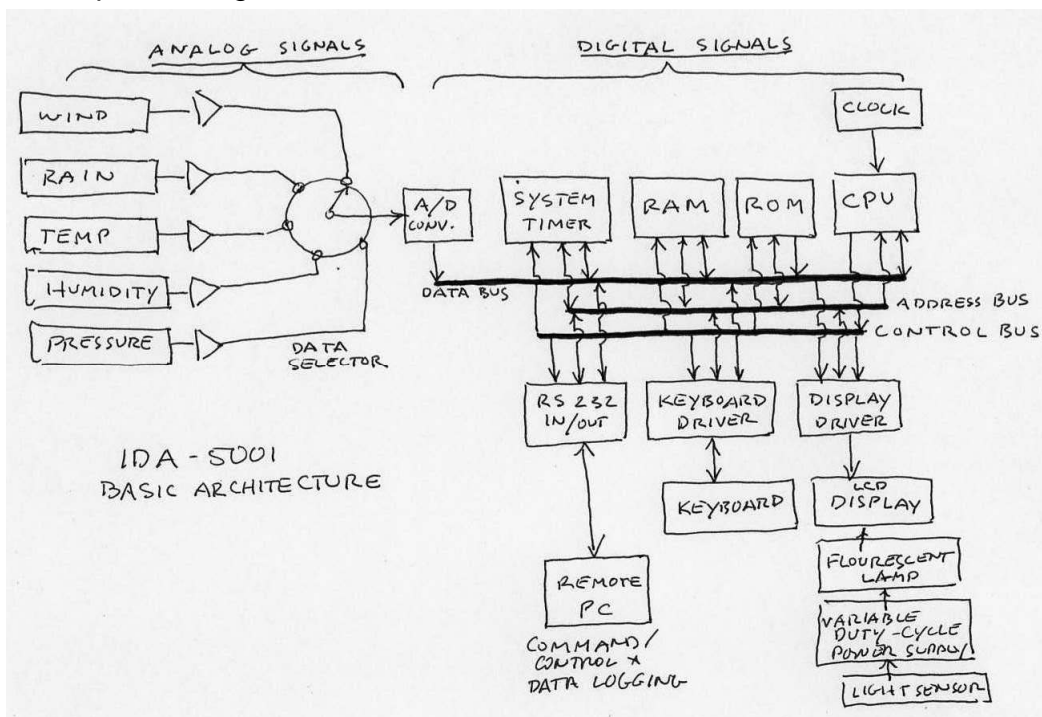 ANALOG SIGNALS
DIGITAL SIGNALS
WIND
RAIN
TEMP
HUMIDITY
PRESSURE
DATA
SELECTOR
A/D
CONV.
SYSTEM
TIMER
RAM
ROM
CLOCK
CPU
DATA BUS
ADDRESS BUS
CONTROL BUS
RS 232
IN/OUT
KEYBOARD
DRIVER
DISPLAY
DRIVER
KEYBOARD
LCD
DISPLAY
FLOURESCENT
LAMP
VARIABLE
DUTY-CYCLE
POWER SUPPLY
LIGHT SENSOR
REMOTE
PC
COMMAND/
CONTROL &
DATA LOGGING
IDA-5001
BASIC ARCHITECTURE